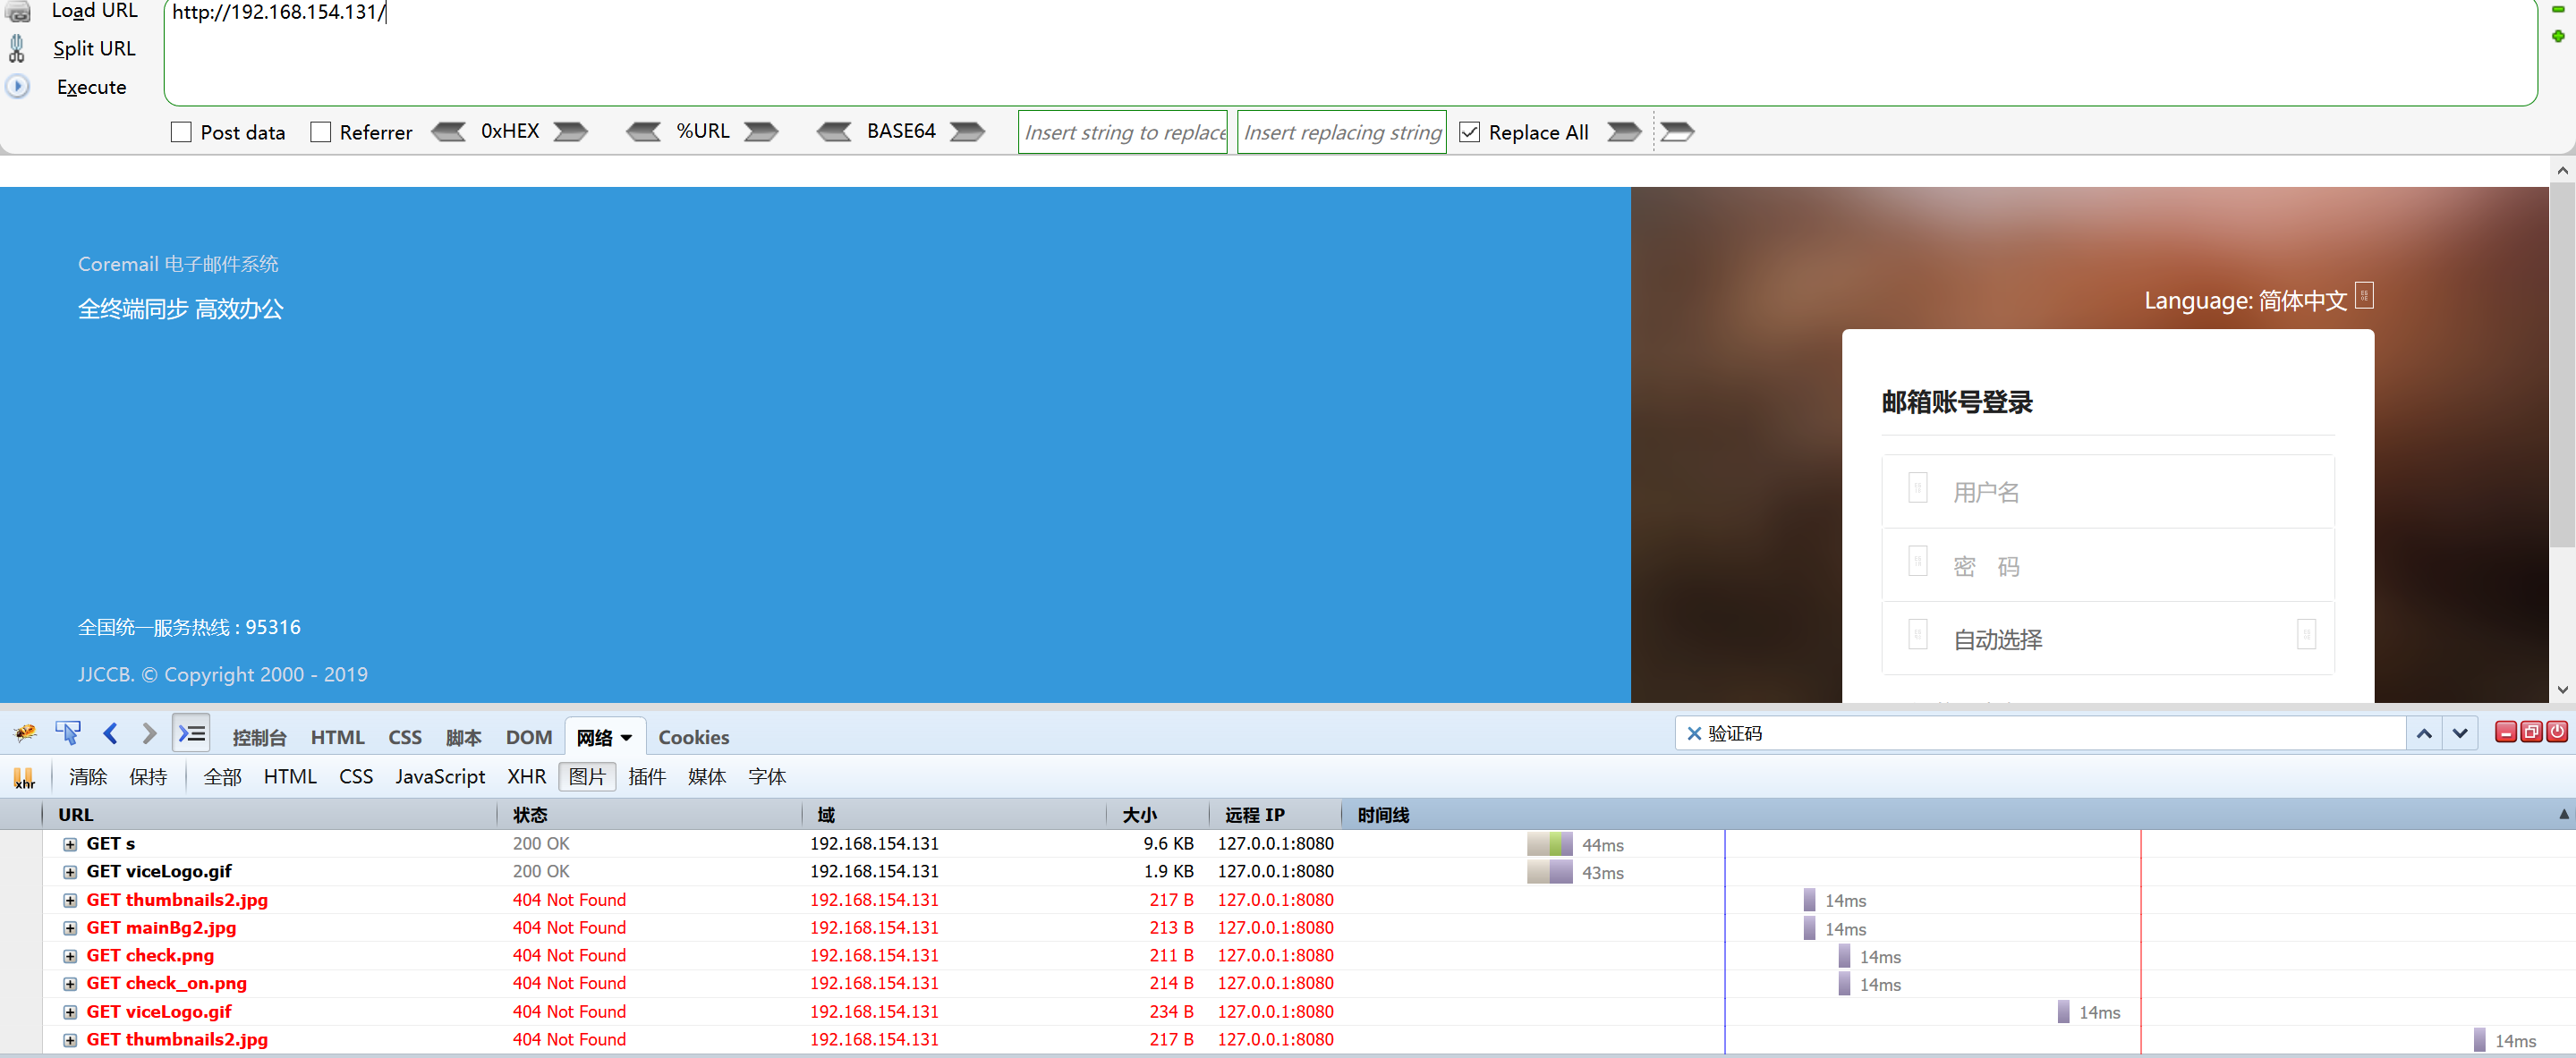 Load URL
http://192.168.154.131/
Split URL
Execute
Post data Referrer 0xHEX %URL BASE64 Insert string to replace Insert replacing string Replace All
Coremail 电子邮件系统
全终端同步 高效办公
Language: 简体中文
邮箱账号登录
用户名
密 码
自动选择
全国统一服务热线 : 95316
JJCCB. © Copyright 2000 - 2019
控制台 HTML CSS 脚本 DOM 网络 Cookies 验证码
xhr 清除 保持 全部 HTML CSS JavaScript XHR 图片 插件 媒体 字体
URL 状态 域 大小 远程 IP 时间线
GET s 200 OK 192.168.154.131 9.6 KB 127.0.0.1:8080 44ms
GET viceLogo.gif 200 OK 192.168.154.131 1.9 KB 127.0.0.1:8080 43ms
GET thumbnails2.jpg 404 Not Found 192.168.154.131 217 B 127.0.0.1:8080 14ms
GET mainBg2.jpg 404 Not Found 192.168.154.131 213 B 127.0.0.1:8080 14ms
GET check.png 404 Not Found 192.168.154.131 211 B 127.0.0.1:8080 14ms
GET check_on.png 404 Not Found 192.168.154.131 214 B 127.0.0.1:8080 14ms
GET viceLogo.gif 404 Not Found 192.168.154.131 234 B 127.0.0.1:8080 14ms
GET thumbnails2.jpg 404 Not Found 192.168.154.131 217 B 127.0.0.1:8080 14ms